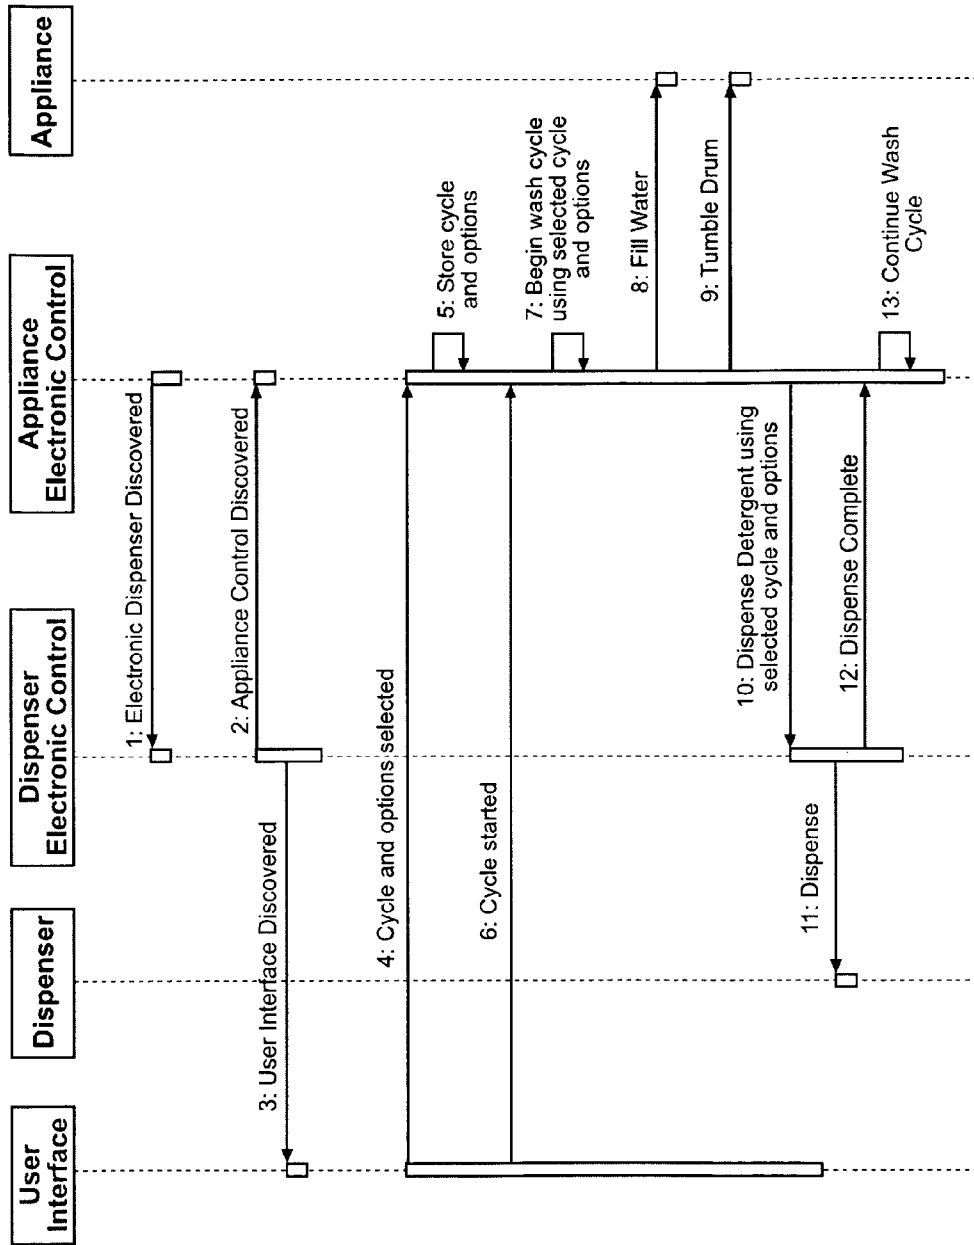 User
Interface
Dispenser
Dispenser
Electronic Control
Appliance
Electronic Control
Appliance
1: Electronic Dispenser Discovered
2: Appliance Control Discovered
3: User Interface Discovered
4: Cycle and options selected
5: Store cycle
and options
6: Cycle started
7: Begin wash cycle
using selected cycle
and options
8: Fill Water
9: Tumble Drum
10: Dispense Detergent using
selected cycle and options
11: Dispense
12: Dispense Complete
13: Continue Wash
Cycle